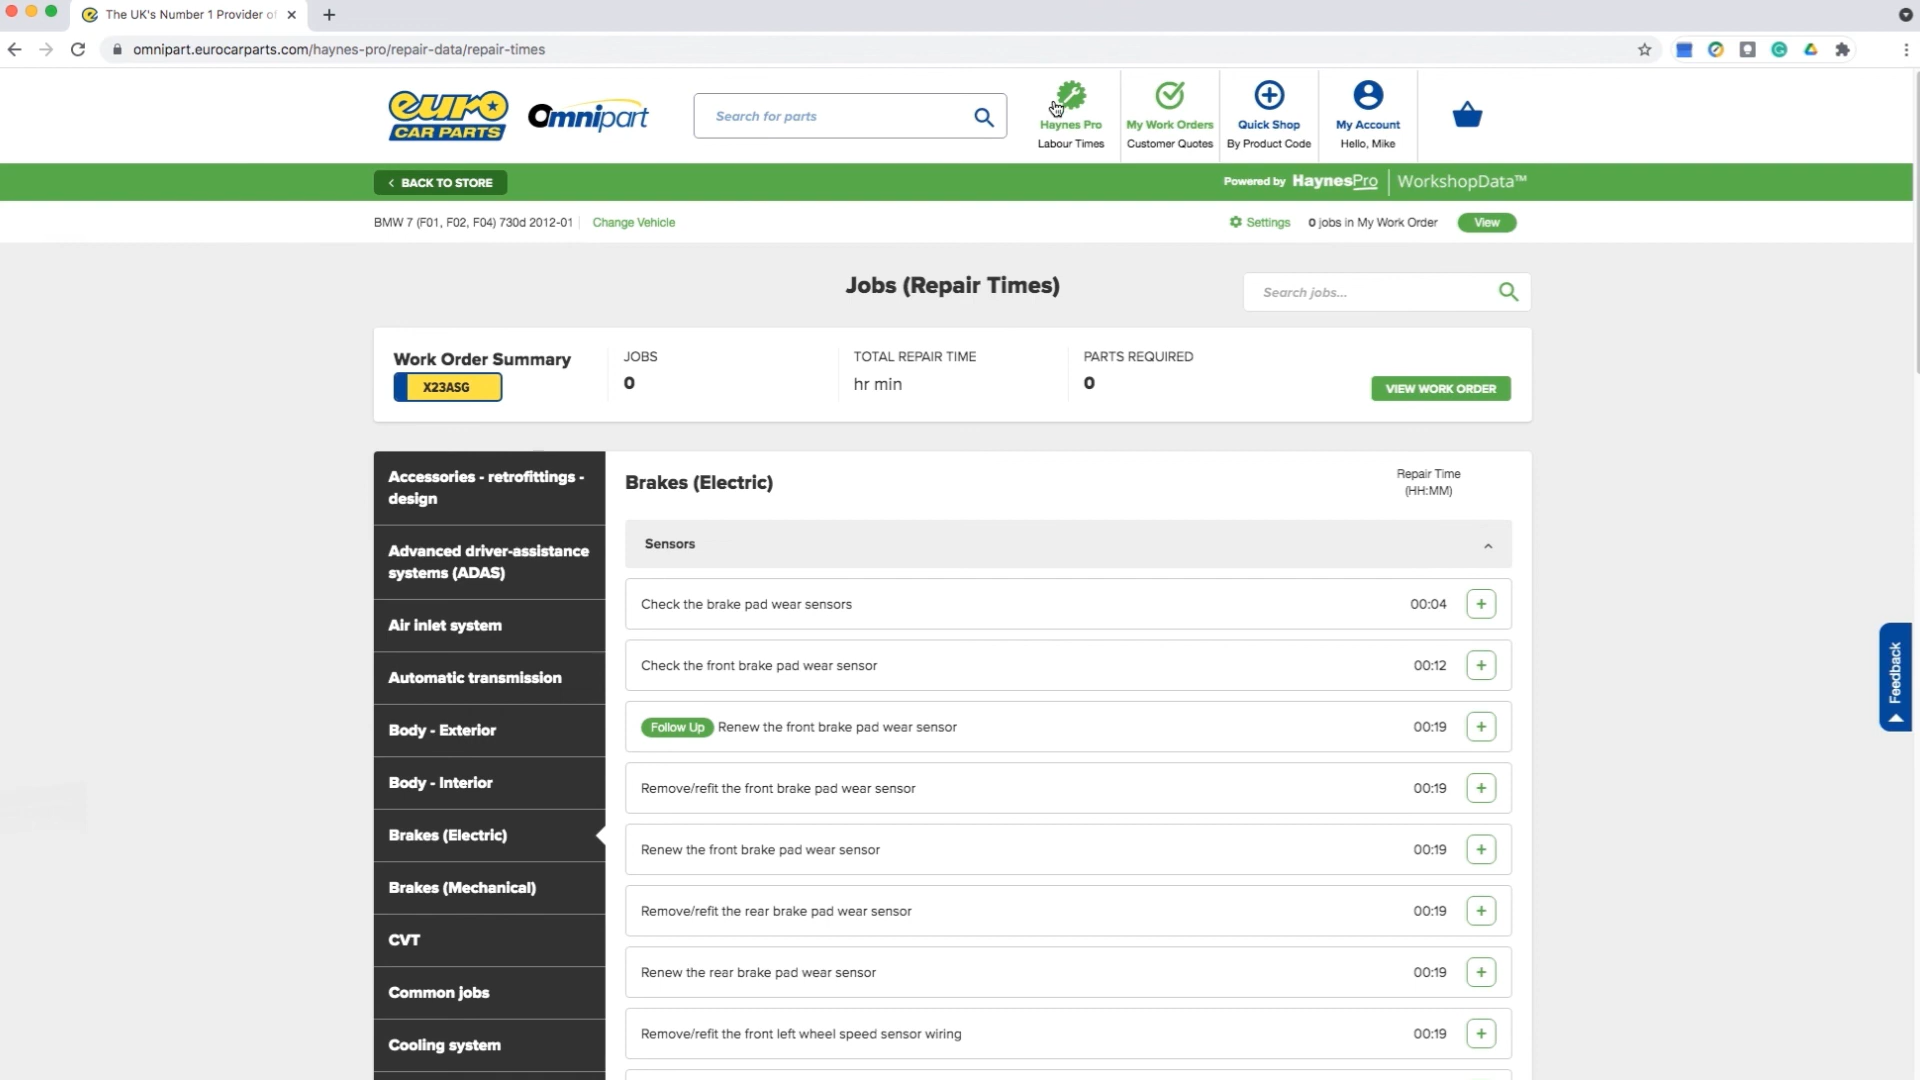 The UK's Number 1 Provider of
omnipart.eurocarparts.com/haynes-pro/repair-data/repair-times
euro
CAR PARTS
Omnipart
Search for parts
Haynes Pro
Labour Times
My Work Orders
Customer Quotes
Quick Shop
By Product Code
My Account
Hello, Mike
BACK TO STORE
Powered by HaynesPro WorkshopData™
BMW 7 (F01, F02, F04) 730d 2012-01
Change Vehicle
Settings
0 jobs in My Work Order
View
Jobs (Repair Times)
Search jobs...
Work Order Summary
X23ASG
JOBS
0
TOTAL REPAIR TIME
hr min
PARTS REQUIRED
0
VIEW WORK ORDER
Accessories - retrofittings -
design
Advanced driver-assistance
systems (ADAS)
Air inlet system
Automatic transmission
Body - Exterior
Body - Interior
Brakes (Electric)
Brakes (Mechanical)
CVT
Common jobs
Cooling system
Brakes (Electric)
Repair Time
(HH:MM)
Sensors
Check the brake pad wear sensors 00:04 +
Check the front brake pad wear sensor 00:12 +
Follow Up Renew the front brake pad wear sensor 00:19 +
Remove/refit the front brake pad wear sensor 00:19 +
Renew the front brake pad wear sensor 00:19 +
Remove/refit the rear brake pad wear sensor 00:19 +
Renew the rear brake pad wear sensor 00:19 +
Remove/refit the front left wheel speed sensor wiring 00:19 +
Feedback